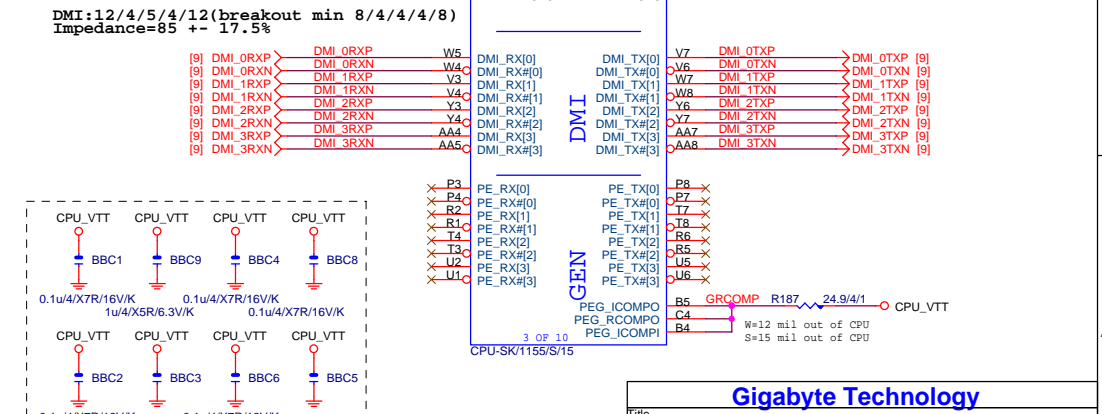 DMI:12/4/5/4/12(breakout min 8/4/4/4/8)
Impedance=85 +- 17.5%
[9] DMI_0RXP DMI_0RXP W5 DMI_RX[0] DMI_TX[0] V7 DMI_0TXP DMI_0TXP [9]
[9] DMI_0RXN DMI_0RXN W4 DMI_RX#[0] DMI_TX#[0] V6 DMI_0TXN DMI_0TXN [9]
[9] DMI_1RXP DMI_1RXP V3 DMI_RX[1] DMI_TX[1] W7 DMI_1TXP DMI_1TXP [9]
[9] DMI_1RXN DMI_1RXN V4 DMI_RX#[1] DMI_TX#[1] W8 DMI_1TXN DMI_1TXN [9]
[9] DMI_2RXP DMI_2RXP Y3 DMI_RX[2] DMI_TX[2] Y6 DMI_2TXP DMI_2TXP [9]
[9] DMI_2RXN DMI_2RXN Y4 DMI_RX#[2] DMI_TX#[2] Y7 DMI_2TXN DMI_2TXN [9]
[9] DMI_3RXP DMI_3RXP AA4 DMI_RX[3] DMI_TX[3] AA7 DMI_3TXP DMI_3TXP [9]
[9] DMI_3RXN DMI_3RXN AA5 DMI_RX#[3] DMI_TX#[3] AA8 DMI_3TXN DMI_3TXN [9]
DMI
P3 PE_RX[0] PE_TX[0] P8
P4 PE_RX#[0] PE_TX#[0] P7
R2 PE_RX[1] PE_TX[1] T7
R1 PE_RX#[1] PE_TX#[1] T8
T4 PE_RX[2] PE_TX[2] R6
T3 PE_RX#[2] PE_TX#[2] R5
U2 PE_RX[3] PE_TX[3] U5
U1 PE_RX#[3] PE_TX#[3] U6
GEN
PEG_ICOMPO B5 GRCOMP R187 24.9/4/1 CPU_VTT
PEG_RCOMPO C4
PEG_ICOMPI B4
W=12 mil out of CPU
S=15 mil out of CPU
3 OF 10
CPU-SK/1155/S/15
CPU_VTT CPU_VTT CPU_VTT CPU_VTT
BBC1 BBC9 BBC4 BBC8
0.1u/4/X7R/16V/K 0.1u/4/X7R/16V/K
1u/4/X5R/6.3V/K 0.1u/4/X7R/16V/K
CPU_VTT CPU_VTT CPU_VTT CPU_VTT
BBC2 BBC3 BBC6 BBC5
Gigabyte Technology
Title